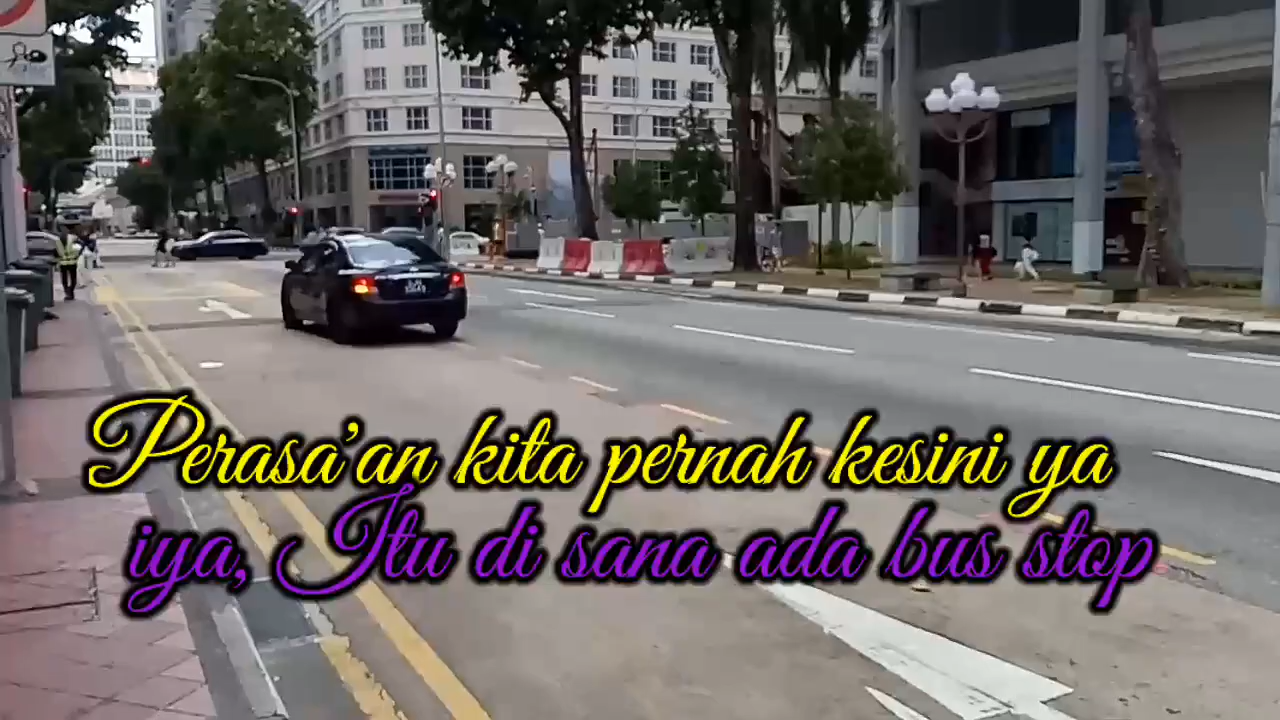 Perasa'an kita pernah kesini ya
iya, Itu di sana ada bus stop